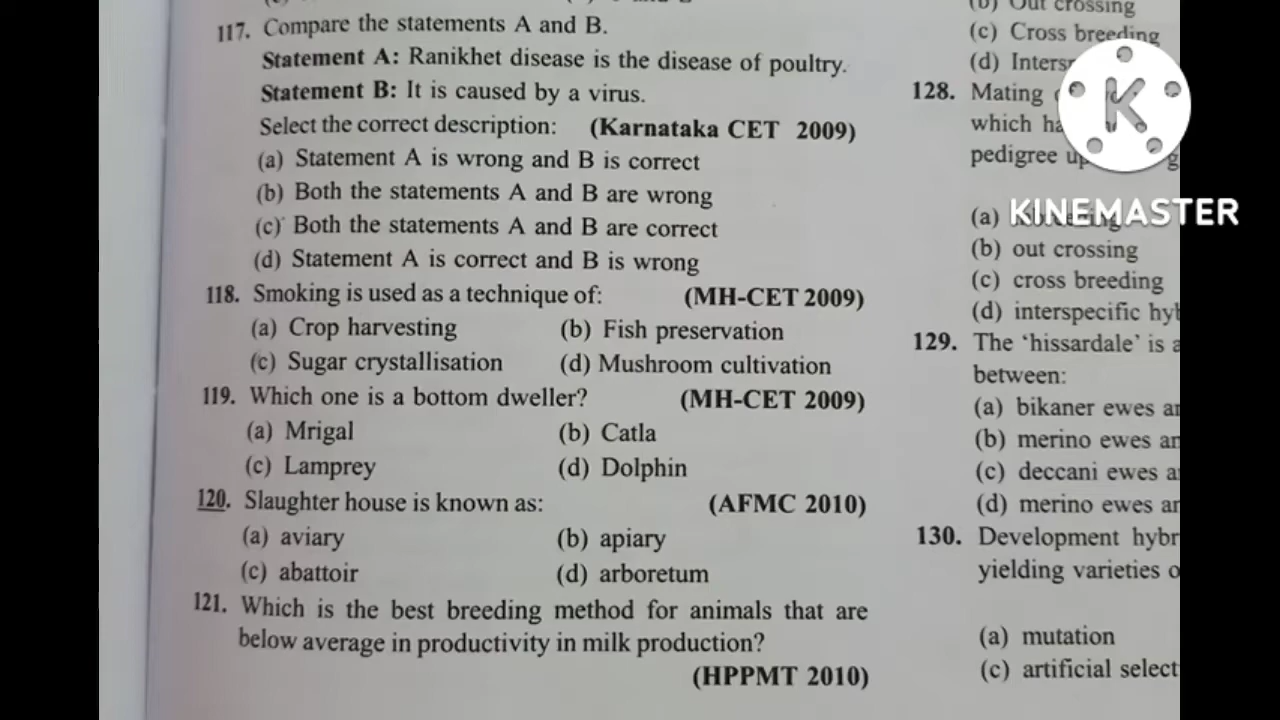 117. Compare the statements A and B.
Statement A: Ranikhet disease is the disease of poultry.
Statement B: It is caused by a virus.
Select the correct description: (Karnataka CET 2009)
(a) Statement A is wrong and B is correct
(b) Both the statements A and B are wrong
(c) Both the statements A and B are correct
(d) Statement A is correct and B is wrong
118. Smoking is used as a technique of: (MH-CET 2009)
(a) Crop harvesting (b) Fish preservation
(c) Sugar crystallisation (d) Mushroom cultivation
119. Which one is a bottom dweller? (MH-CET 2009)
(a) Mrigal (b) Catla
(c) Lamprey (d) Dolphin
120. Slaughter house is known as: (AFMC 2010)
(a) aviary (b) apiary
(c) abattoir (d) arboretum
121. Which is the best breeding method for animals that are
below average in productivity in milk production?
(HPPMT 2010)
(b) Out crossing
(c) Cross breeding
(d)
128. Mating
which
pedigree
(a)
(b) out crossing
(c) cross breeding
(d) interspecific
129. The 'hissardale' is a
between:
(a) bikaner ewes
(b) merino ewes
(c) deccani ewes
(d) merino ewes
130. Development
yielding varieties
(a) mutation
(c) artificial
K
KINEMASTER